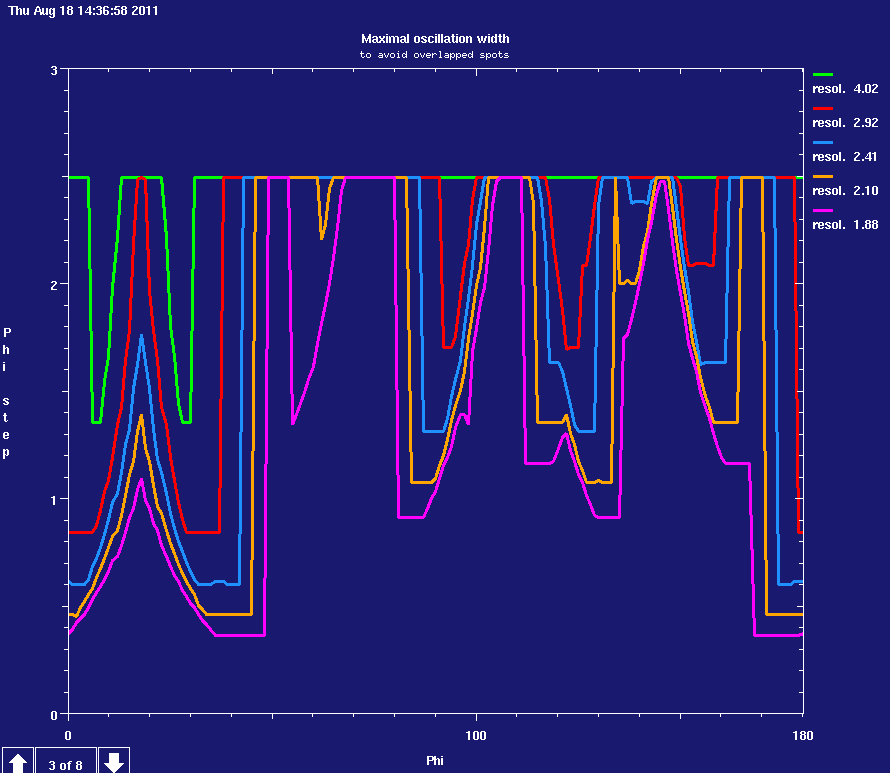 Thu Aug 18 14:36:58 2011
Maximal oscillation width
to avoid overlapped spots
3
2
1
0
Phi step
0
100
180
Phi
resol. 4.02
resol. 2.92
resol. 2.41
resol. 2.10
resol. 1.88
3 of 8